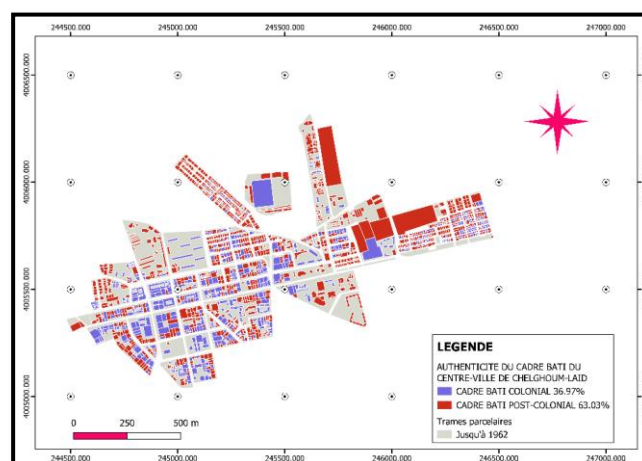 244500.000 245000.000 245500.000 246000.000 246500.000 247000.000
4006500.000
4006000.000
4005500.000
4005000.000
LEGENDE
AUTHENTICITE DU CADRE BATI DU
CENTRE-VILLE DE CHELGHOUM-LAID
CADRE BATI COLONIAL 36.97%
CADRE BATI POST-COLONIAL 63.03%
Trames parcelaires
Jusqu'à 1962
0 250 500 m
244500.000 245000.000 245500.000 246000.000 246500.000 247000.000